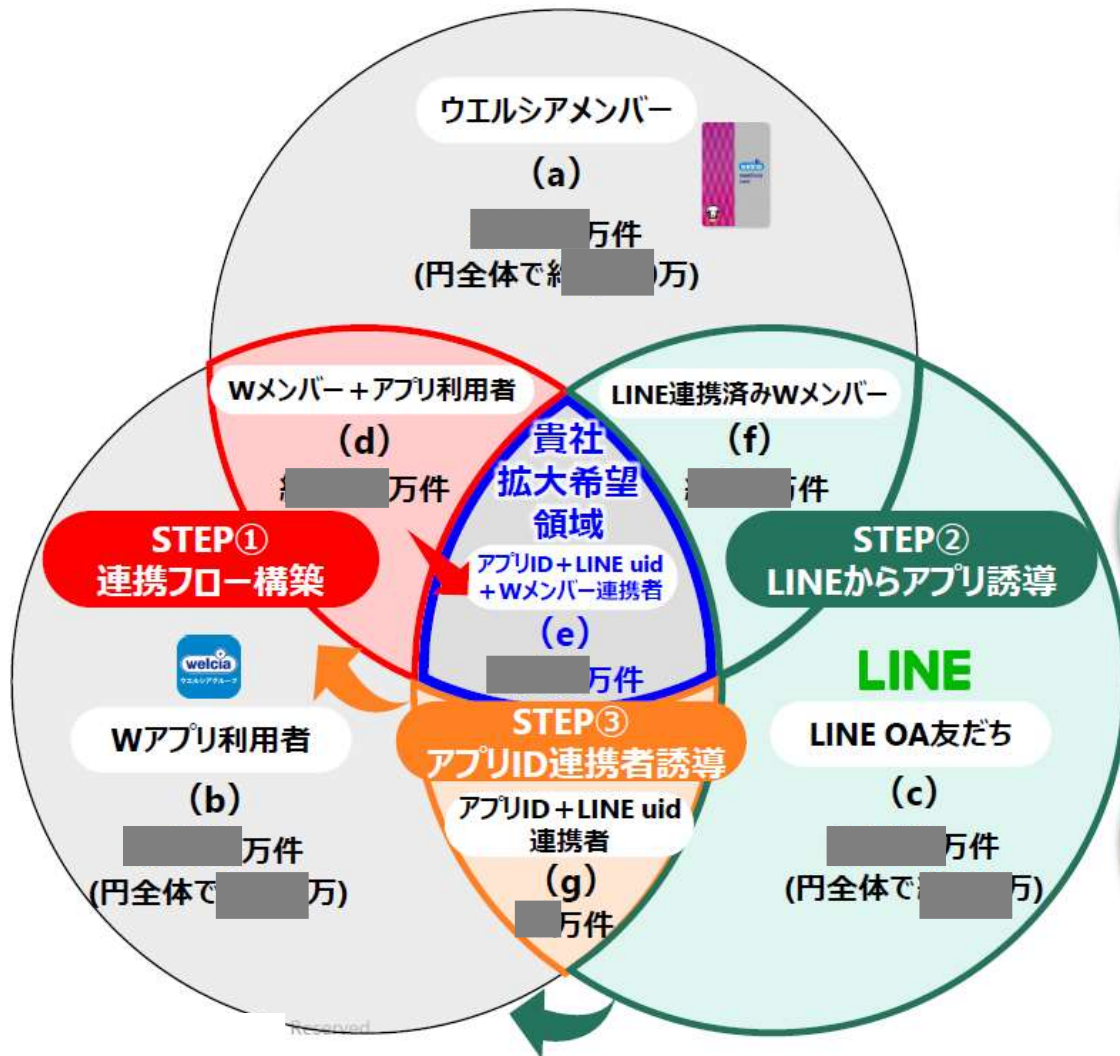 ウエルシアメンバー
(a)
万件
(円全体で約 万)
Wメンバー+アプリ利用者
(d)
万件
LINE連携済みWメンバー
(f)
万件
貴社
拡大希望
領域
アプリID+LINE uid
+Wメンバー連携者
(e)
万件
STEP①
連携フロー構築
STEP②
LINEからアプリ誘導
welcia
ウエルシアグループ
Wアプリ利用者
(b)
万件
(円全体で 万)
STEP③
アプリID連携者誘導
アプリID+LINE uid
連携者
(g)
万件
LINE
LINE OA友だち
(c)
万件
(円全体で 万)
Reserved.